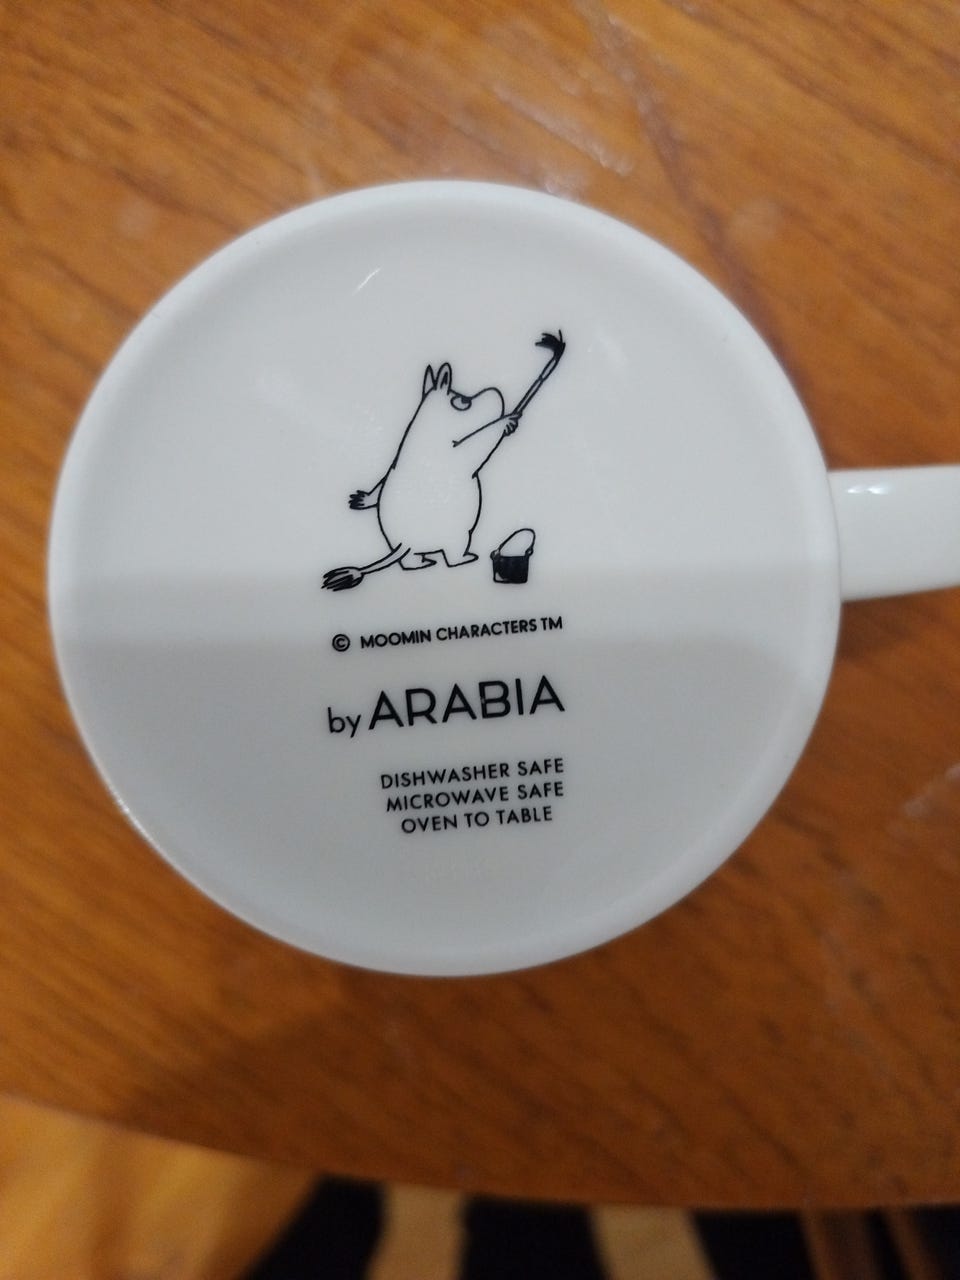 © MOOMIN CHARACTERS TM
by ARABIA
DISHWASHER SAFE
MICROWAVE SAFE
OVEN TO TABLE